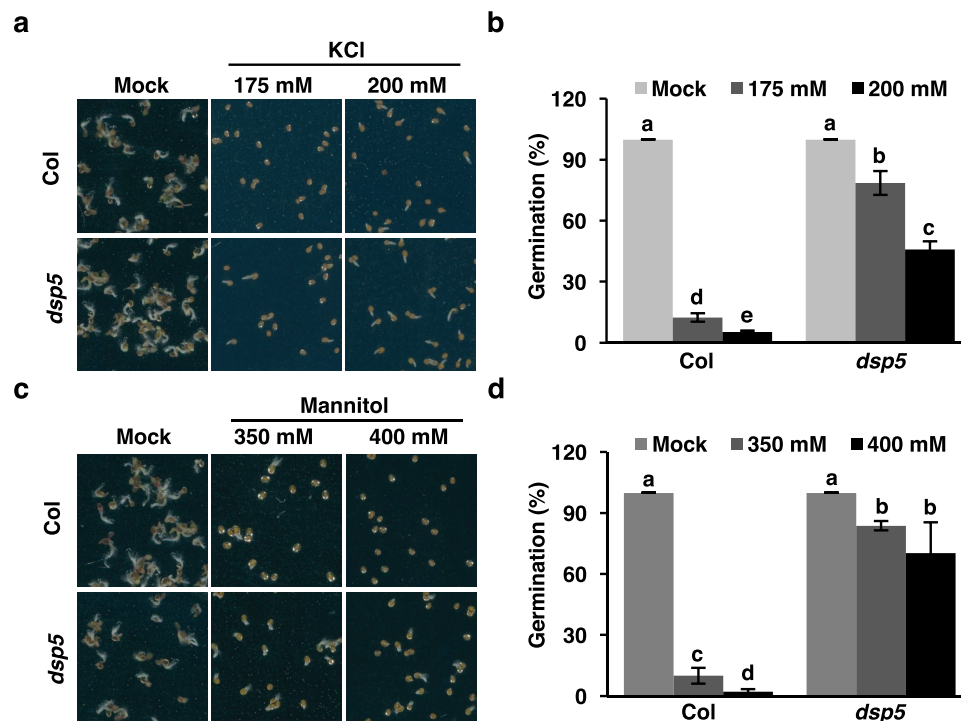 a
KCl
Mock 175 mM 200 mM
Col
dsp5
b
Mock 175 mM 200 mM
Germination (%)
120
90
60
30
0
a
d
e
a
b
c
Col dsp5
c
Mannitol
Mock 350 mM 400 mM
Col
dsp5
d
Mock 350 mM 400 mM
Germination (%)
120
90
60
30
0
a
c
d
a
b
b
Col dsp5